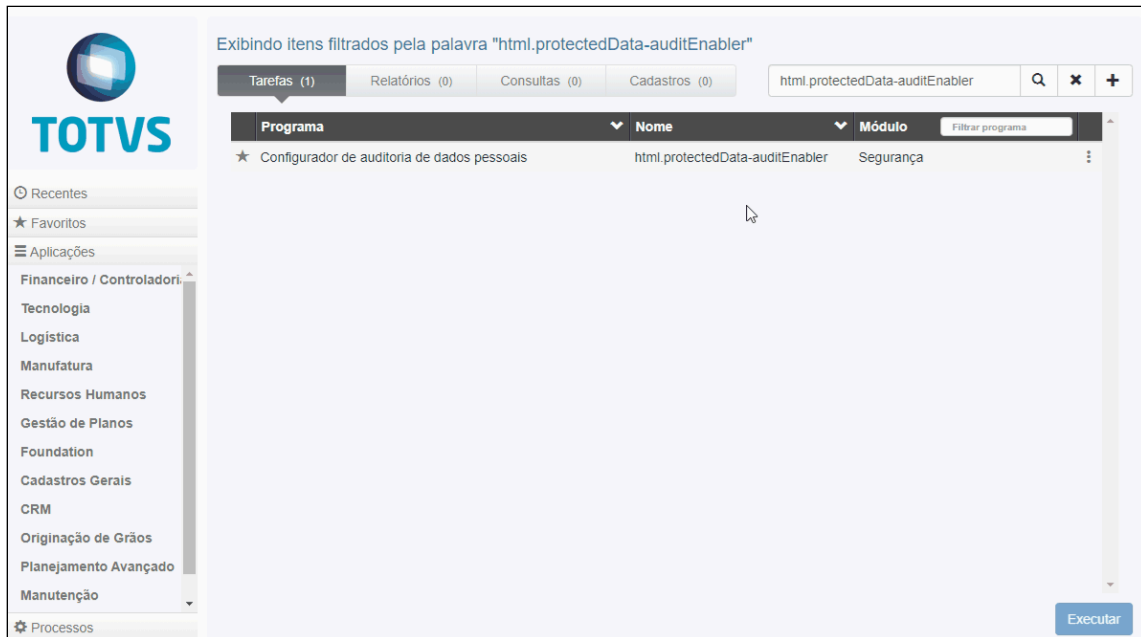 TOTVS
Recentes
Favoritos
Aplicações
Financeiro / Controladori
Tecnologia
Logística
Manufatura
Recursos Humanos
Gestão de Planos
Foundation
Cadastros Gerais
CRM
Originação de Grãos
Planejamento Avançado
Manutenção
Processos
Exibindo itens filtrados pela palavra "html.protectedData-auditEnabler"
Tarefas (1) Relatórios (0) Consultas (0) Cadastros (0) html.protectedData-auditEnabler
Programa Nome Módulo Filtrar programa
Configurador de auditoria de dados pessoais html.protectedData-auditEnabler Segurança
Executar